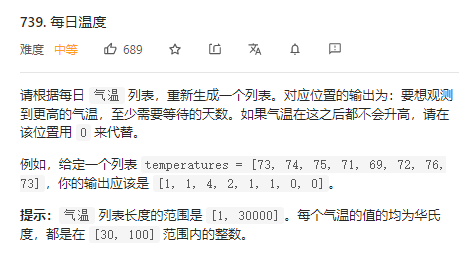 739. 每日温度
难度 中等 689
请根据每日 气温 列表，重新生成一个列表。对应位置的输出为：要想观测
到更高的气温，至少需要等待的天数。如果气温在这之后都不会升高，请在
该位置用 0 来代替。
例如，给定一个列表 temperatures = [73, 74, 75, 71, 69, 72, 76,
73]，你的输出应该是 [1, 1, 4, 2, 1, 1, 0, 0]。
提示：气温 列表长度的范围是 [1, 30000]。每个气温的值的均为华氏
度，都是在 [30, 100] 范围内的整数。